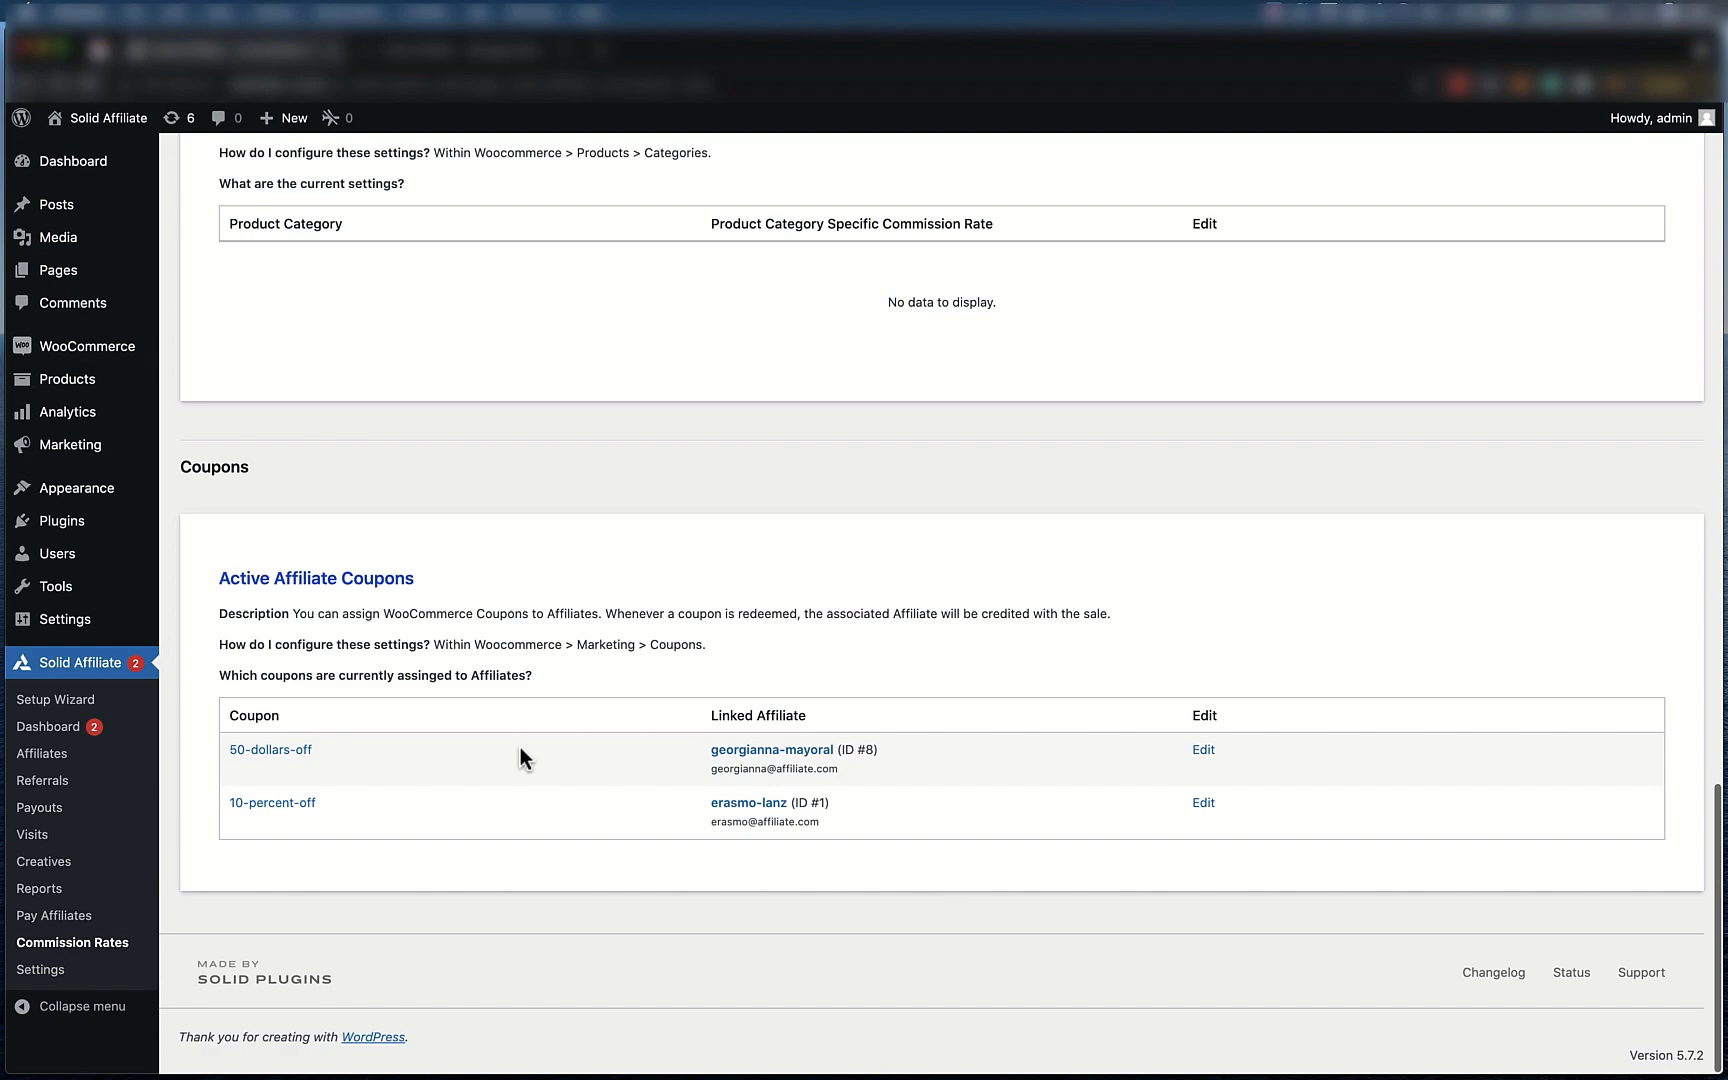 Solid Affiliate
6
0
New
0
Howdy, admin
Dashboard
Posts
Media
Pages
Comments
WooCommerce
Products
Analytics
Marketing
Appearance
Plugins
Users
Tools
Settings
Solid Affiliate 2
Setup Wizard
Dashboard 2
Affiliates
Referrals
Payouts
Visits
Creatives
Reports
Pay Affiliates
Commission Rates
Settings
Collapse menu
How do I configure these settings? Within Woocommerce > Products > Categories.
What are the current settings?
Product Category Product Category Specific Commission Rate Edit
No data to display.
Coupons
Active Affiliate Coupons
Description You can assign WooCommerce Coupons to Affiliates. Whenever a coupon is redeemed, the associated Affiliate will be credited with the sale.
How do I configure these settings? Within Woocommerce > Marketing > Coupons.
Which coupons are currently assinged to Affiliates?
Coupon Linked Affiliate Edit
50-dollars-off georgianna-mayoral (ID #8) Edit
georgianna@affiliate.com
10-percent-off erasmo-lanz (ID #1) Edit
erasmo@affiliate.com
MADE BY
SOLID PLUGINS
Changelog Status Support
Thank you for creating with WordPress.
Version 5.7.2